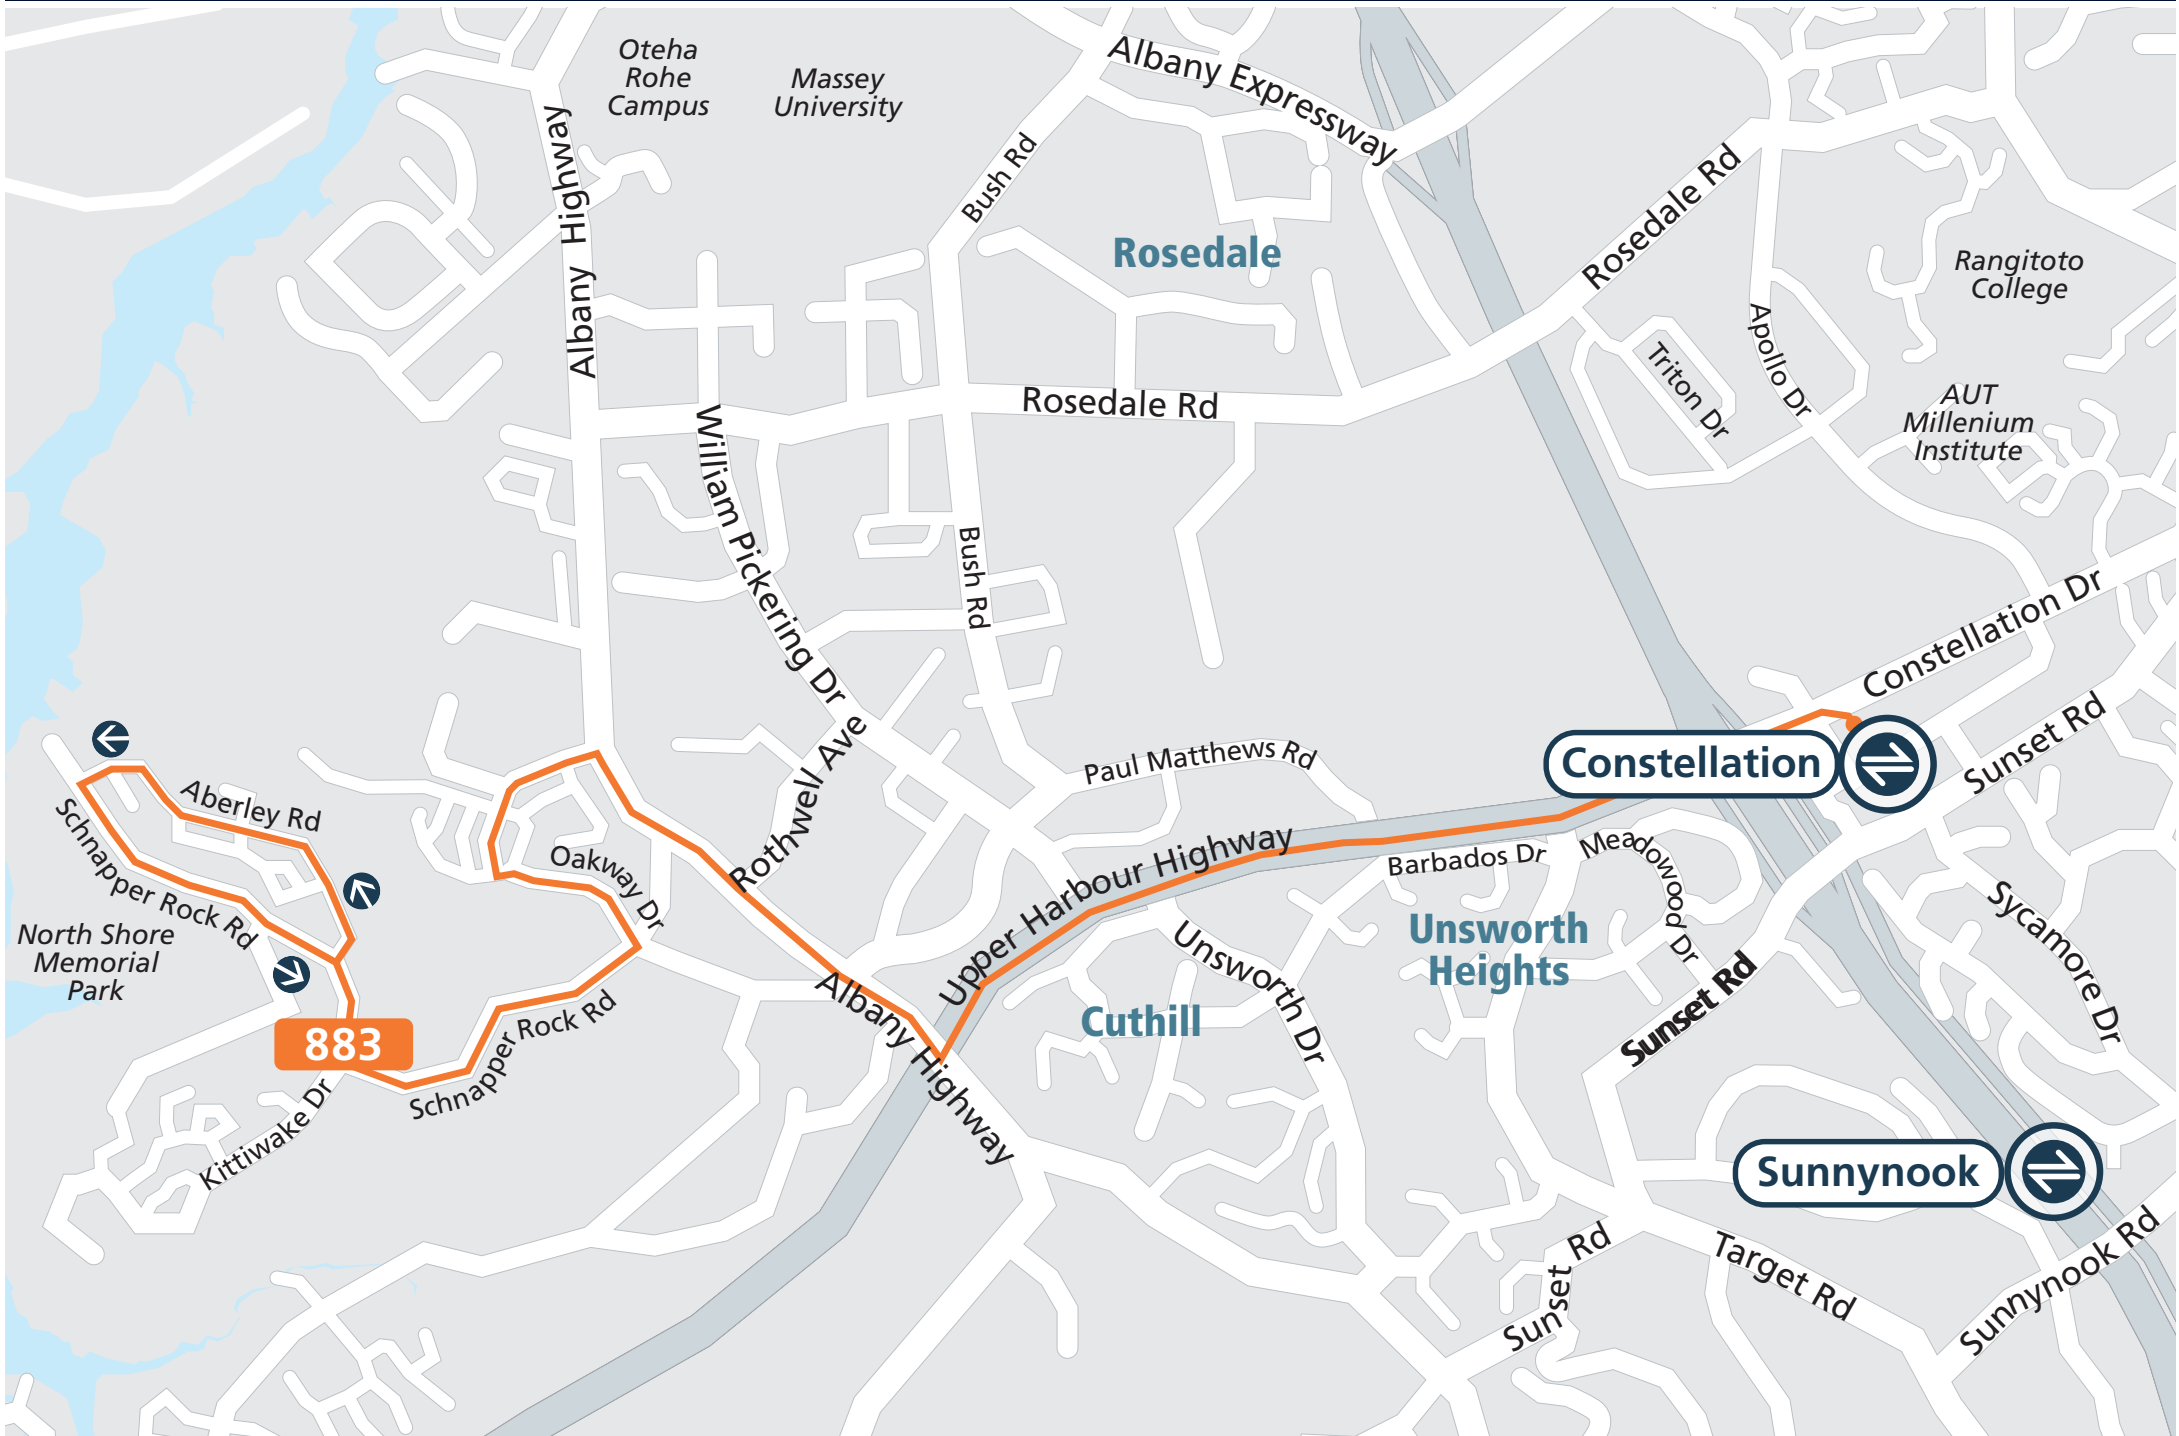 Oteha
Rohe
Campus
Massey
University
Albany Expressway
Albany Highway
Bush Rd
Rosedale Rd
Rosedale
Rangitoto
College
Albany
Apollo Dr
Triton Dr
AUT
Millenium
Institute
Rosedale Rd
William Pickering Dr
Bush Rd
Constellation Dr
Sunset Rd
Rothwell Ave
Paul Matthews Rd
Constellation
Aberley Rd
Schnapper Rock Rd
Oakway Dr
Upper Harbour Highway
Barbados Dr
Meadowood Dr
Unsworth
Heights
Sycamore Dr
North Shore
Memorial
Park
Unsworth Dr
Cuthill
Sunset Rd
Albany Highway
883
Schnapper Rock Rd
Kittiwake Dr
Sunnynook
Sunset Rd
Target Rd
Sunnynook Rd